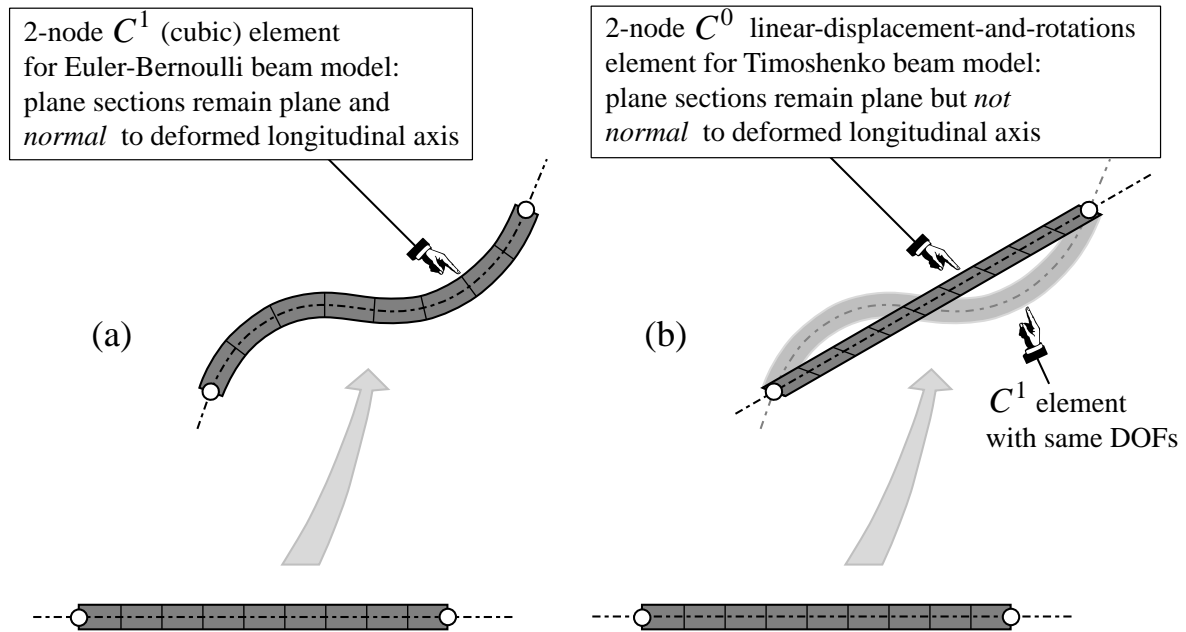 2-node C¹ (cubic) element
for Euler-Bernoulli beam model:
plane sections remain plane and
normal to deformed longitudinal axis
2-node C⁰ linear-displacement-and-rotations
element for Timoshenko beam model:
plane sections remain plane but not
normal to deformed longitudinal axis
(a)
(b)
C¹ element
with same DOFs